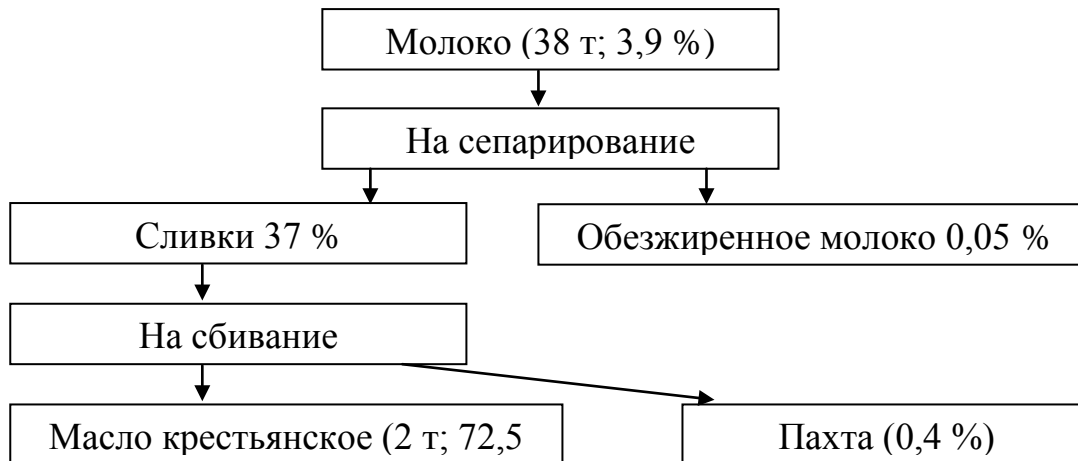 Молоко (38 т; 3,9 %)
На сепарирование
Сливки 37 %
Обезжиренное молоко 0,05 %
На сбивание
Масло крестьянское (2 т; 72,5
Пахта (0,4 %)